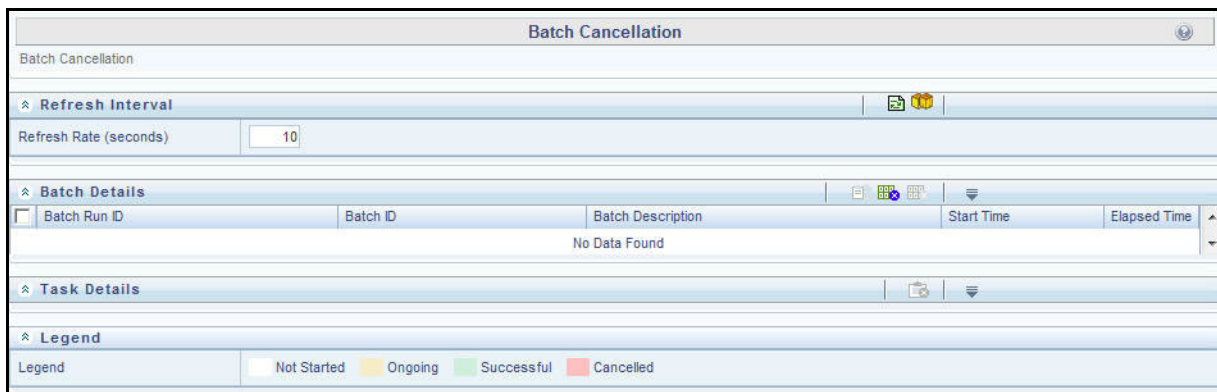 Batch Cancellation
Batch Cancellation
Refresh Interval
Refresh Rate (seconds) 10
Batch Details
Batch Run ID Batch ID Batch Description Start Time Elapsed Time
No Data Found
Task Details
Legend
Legend Not Started Ongoing Successful Cancelled